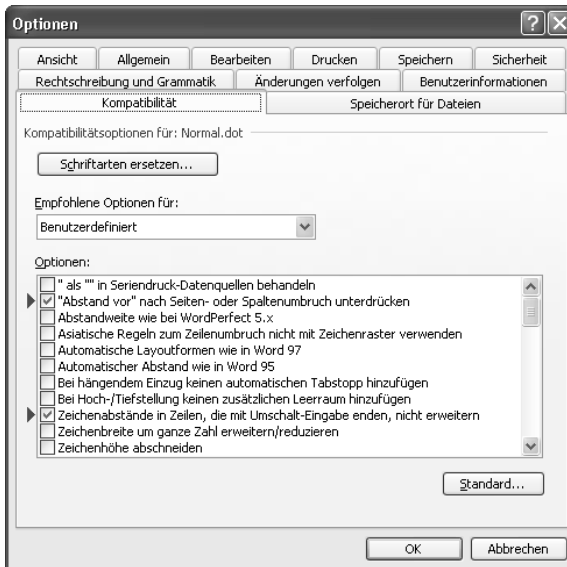 Optionen
Ansicht Allgemein Bearbeiten Drucken Speichern Sicherheit
Rechtschreibung und Grammatik Änderungen verfolgen Benutzerinformationen
Kompatibilität Speicherort für Dateien
Kompatibilitätsoptionen für: Normal.dot
Schriftarten ersetzen...
Empfohlene Optionen für:
Benutzerdefiniert
Optionen:
" als "" in Seriendruck-Datenquellen behandeln
"Abstand vor" nach Seiten- oder Spaltenumbruch unterdrücken
Abstandweite wie bei WordPerfect 5.x
Asiatische Regeln zum Zeilenumbruch nicht mit Zeichenraster verwenden
Automatische Layoutformen wie in Word 97
Automatischer Abstand wie in Word 95
Bei hängendem Einzug keinen automatischen Tabstopp hinzufügen
Bei Hoch-/Tiefstellung keinen zusätzlichen Leerraum hinzufügen
Zeichenabstände in Zeilen, die mit Umschalt-Eingabe enden, nicht erweitern
Zeichenbreite um ganze Zahl erweitern/reduzieren
Zeichenhöhe abschneiden
Standard...
OK Abbrechen